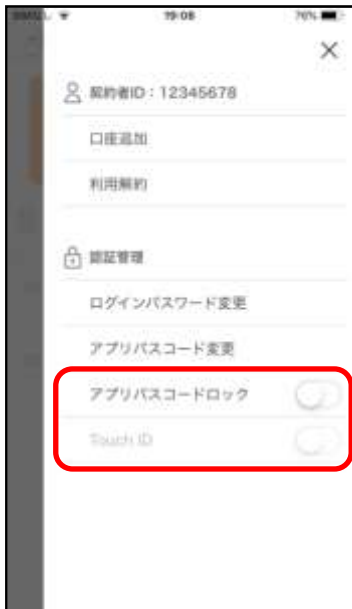 19:08 76%
契約者ID：12345678
口座追加
利用解約
認証管理
ログインパスワード変更
アプリパスコード変更
アプリパスコードロック
Touch ID